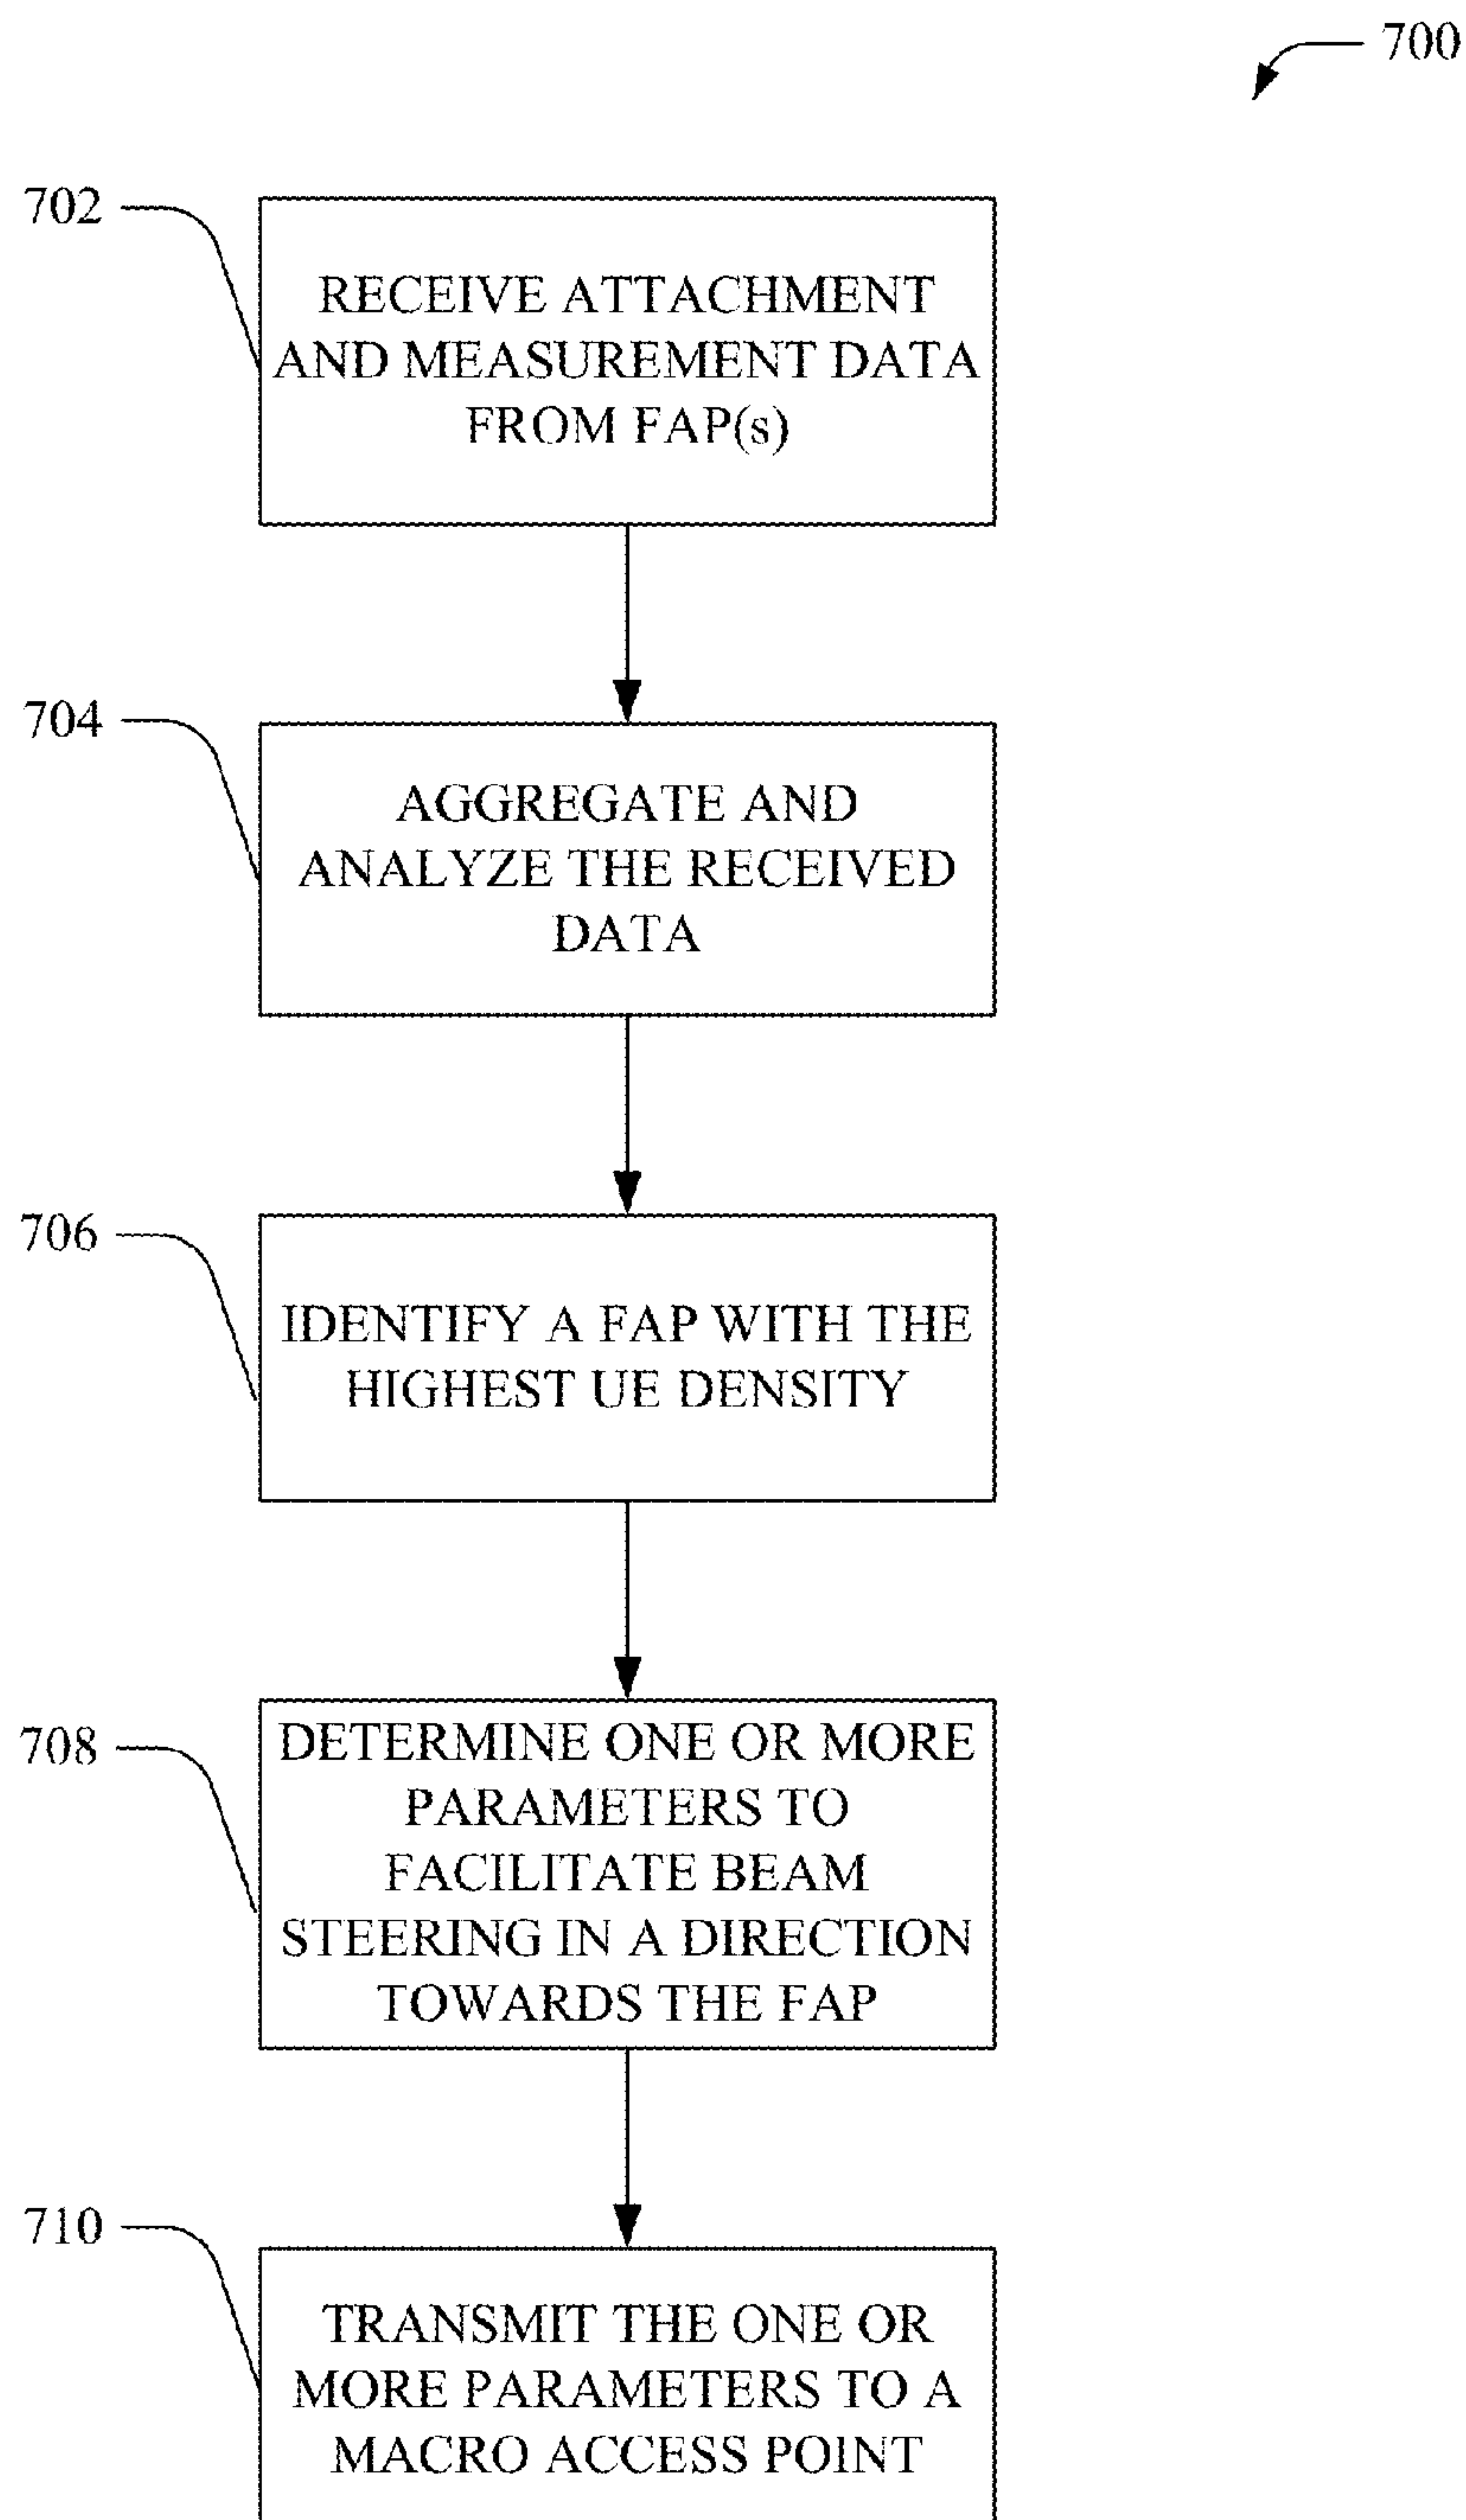 700
702
RECEIVE ATTACHMENT
AND MEASUREMENT DATA
FROM FAP(s)
704
AGGREGATE AND
ANALYZE THE RECEIVED
DATA
706
IDENTIFY A FAP WITH THE
HIGHEST UE DENSITY
708
DETERMINE ONE OR MORE
PARAMETERS TO
FACILITATE BEAM
STEERING IN A DIRECTION
TOWARDS THE FAP
710
TRANSMIT THE ONE OR
MORE PARAMETERS TO A
MACRO ACCESS POINT